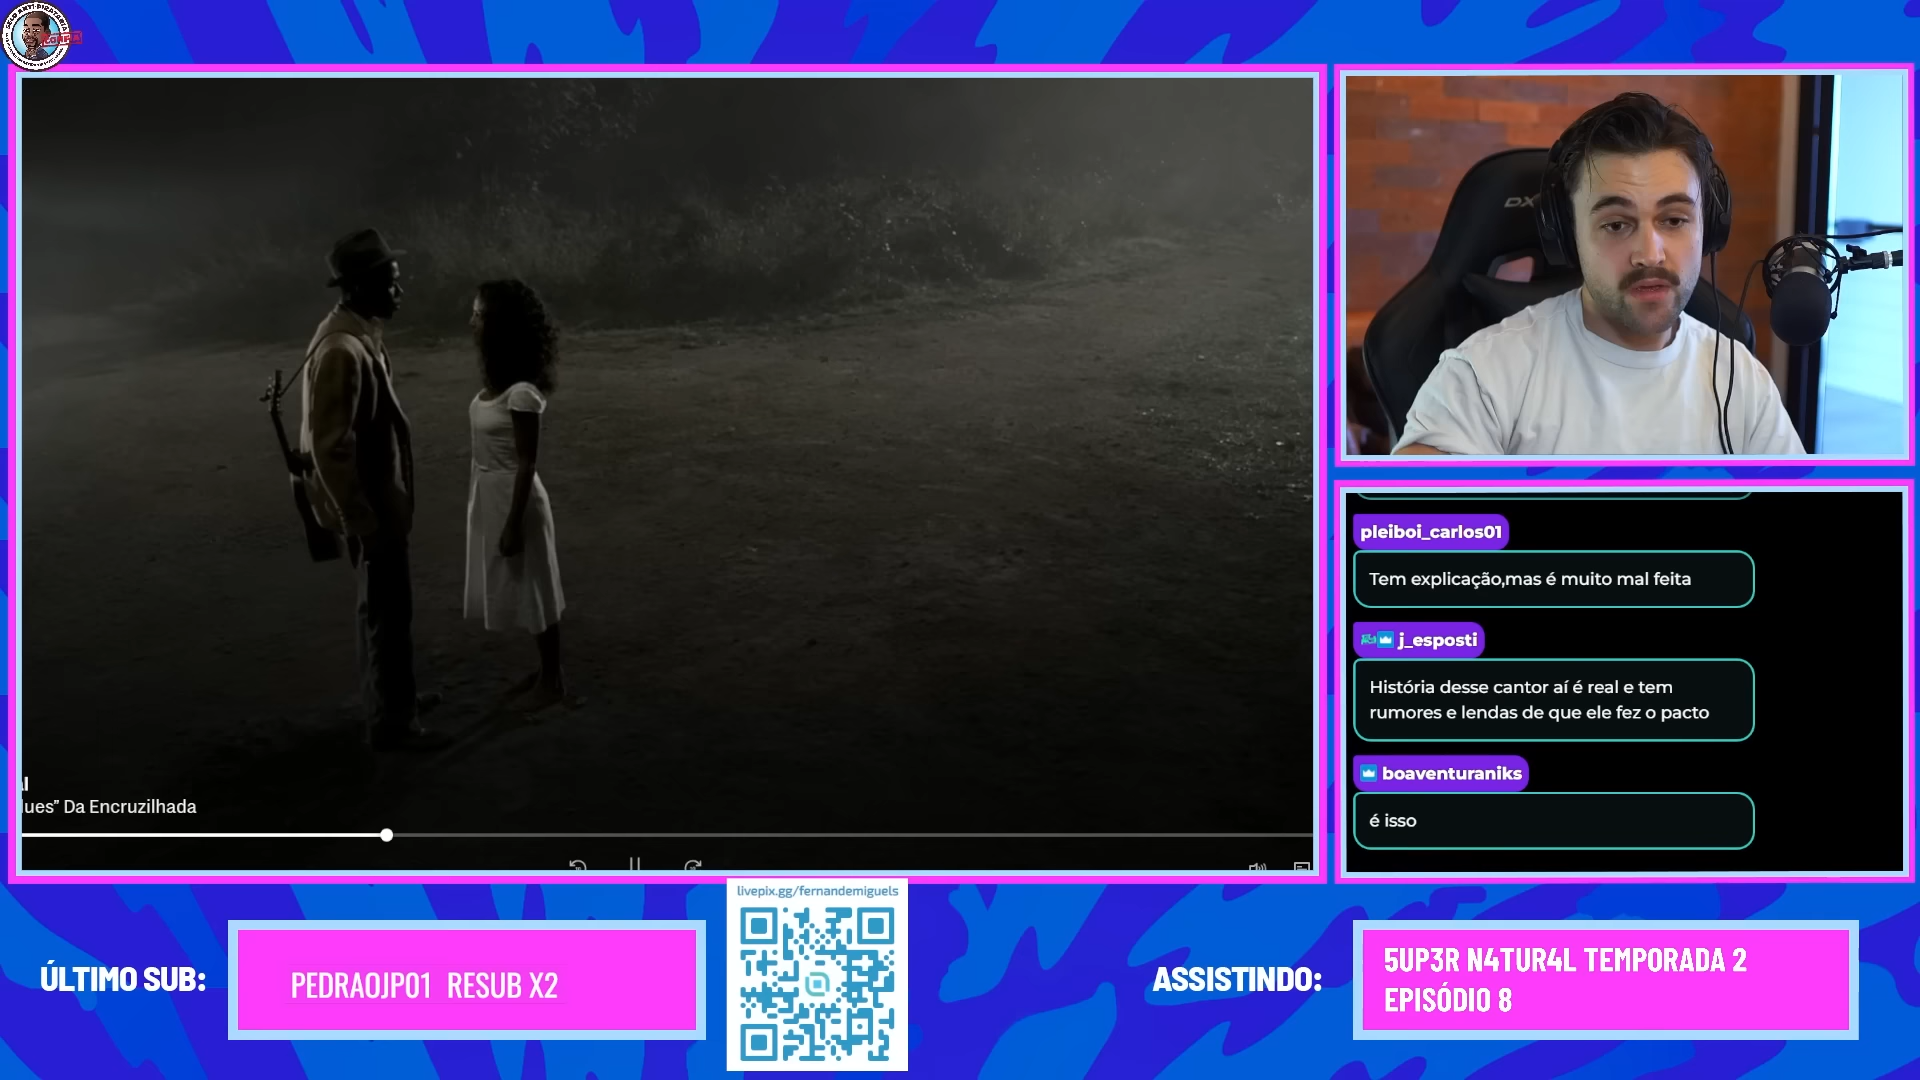 lues” Da Encruzilhada
DX
pleiboi_carlos01
Tem explicação,mas é muito mal feita
j_esposti
História desse cantor aí é real e tem
rumores e lendas de que ele fez o pacto
boaventuraniks
é isso
livepix.gg/fernandemiguels
ÚLTIMO SUB:
PEDRAOJP01 RESUB X2
ASSISTINDO:
5UP3R N4TUR4L TEMPORADA 2
EPISÓDIO 8